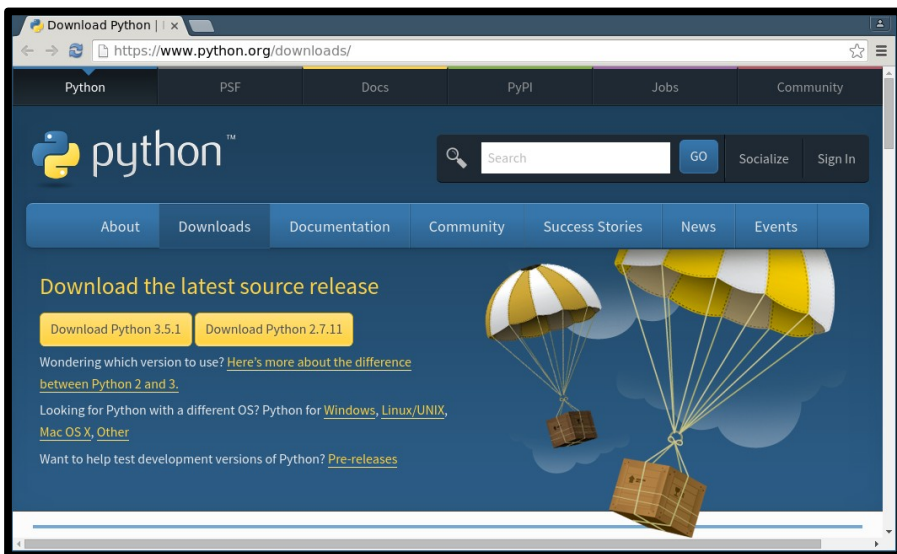 Download Python |
https://www.python.org/downloads/
Python PSF Docs PyPI Jobs Community
python™
Search GO Socialize Sign In
About Downloads Documentation Community Success Stories News Events
Download the latest source release
Download Python 3.5.1 Download Python 2.7.11
Wondering which version to use? Here's more about the difference
between Python 2 and 3.
Looking for Python with a different OS? Python for Windows, Linux/UNIX,
Mac OS X, Other
Want to help test development versions of Python? Pre-releases